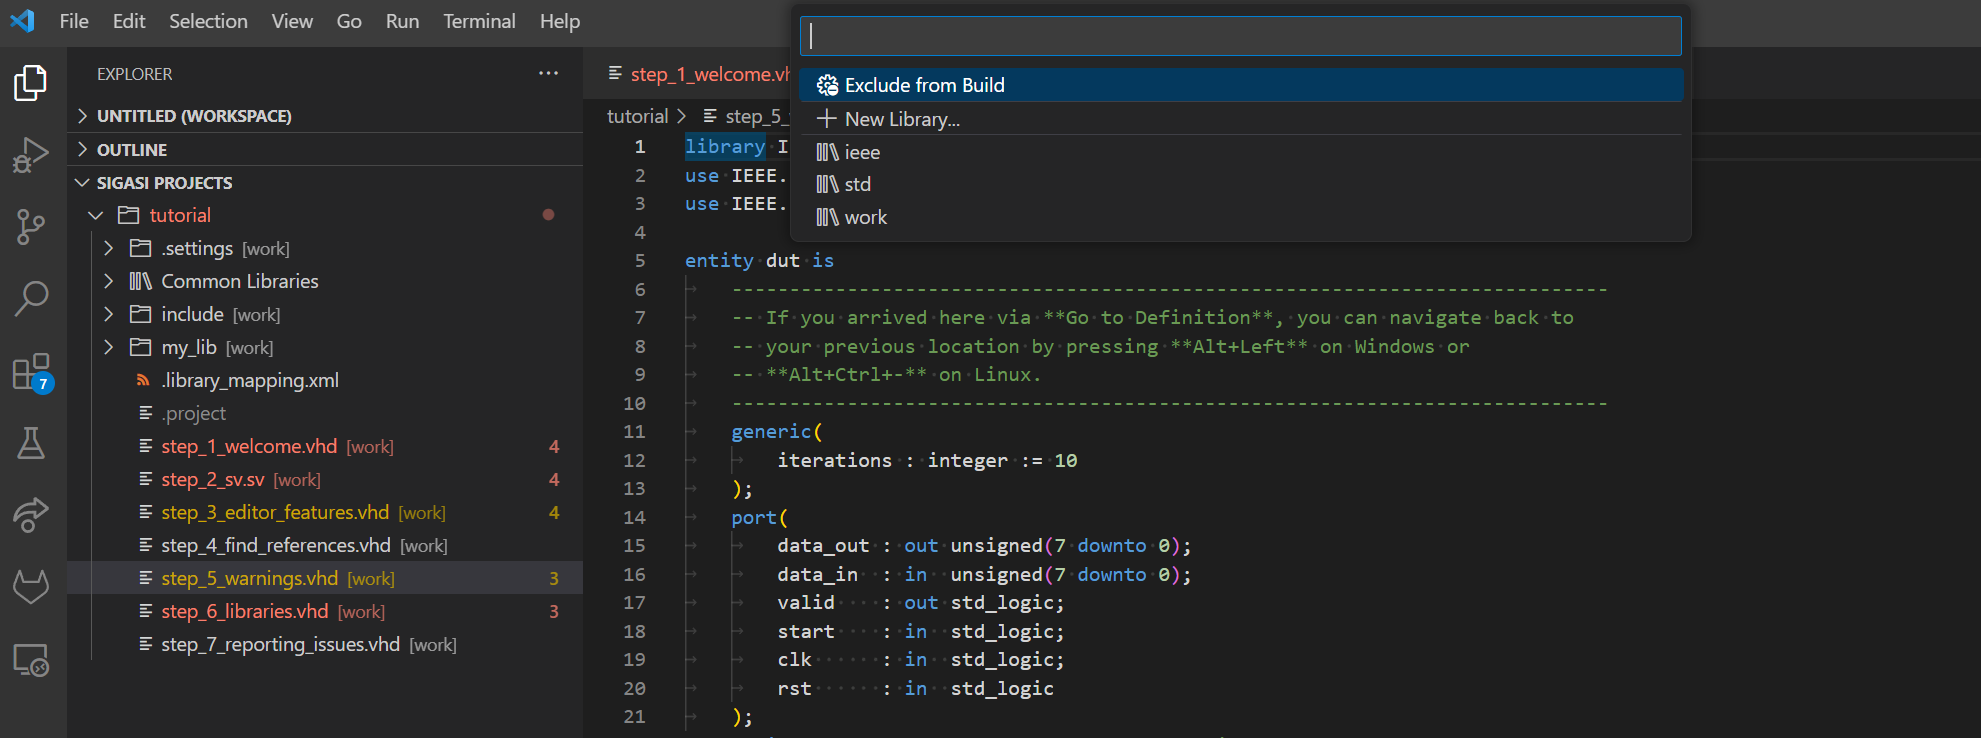 File Edit Selection View Go Run Terminal Help
EXPLORER
UNTITLED (WORKSPACE)
OUTLINE
SIGASI PROJECTS
tutorial
.settings [work]
Common Libraries
include [work]
my_lib [work]
.library_mapping.xml
.project
step_1_welcome.vhd [work] 4
step_2_sv.sv [work] 4
step_3_editor_features.vhd [work] 4
step_4_find_references.vhd [work]
step_5_warnings.vhd [work] 3
step_6_libraries.vhd [work] 3
step_7_reporting_issues.vhd [work]
7
Exclude from Build
New Library...
ieee
std
work
step_1_welcome.vh
tutorial > step_5_
1 library I
2 use IEEE.
3 use IEEE.
4
5 entity dut is
6 ----------------------------------------------------------------------------
7 -- If you arrived here via **Go to Definition**, you can navigate back to
8 -- your previous location by pressing **Alt+Left** on Windows or
9 -- **Alt+Ctrl+-** on Linux.
10 ----------------------------------------------------------------------------
11 generic(
12 iterations : integer := 10
13 );
14 port(
15 data_out : out unsigned(7 downto 0);
16 data_in : in unsigned(7 downto 0);
17 valid : out std_logic;
18 start : in std_logic;
19 clk : in std_logic;
20 rst : in std_logic
21 );